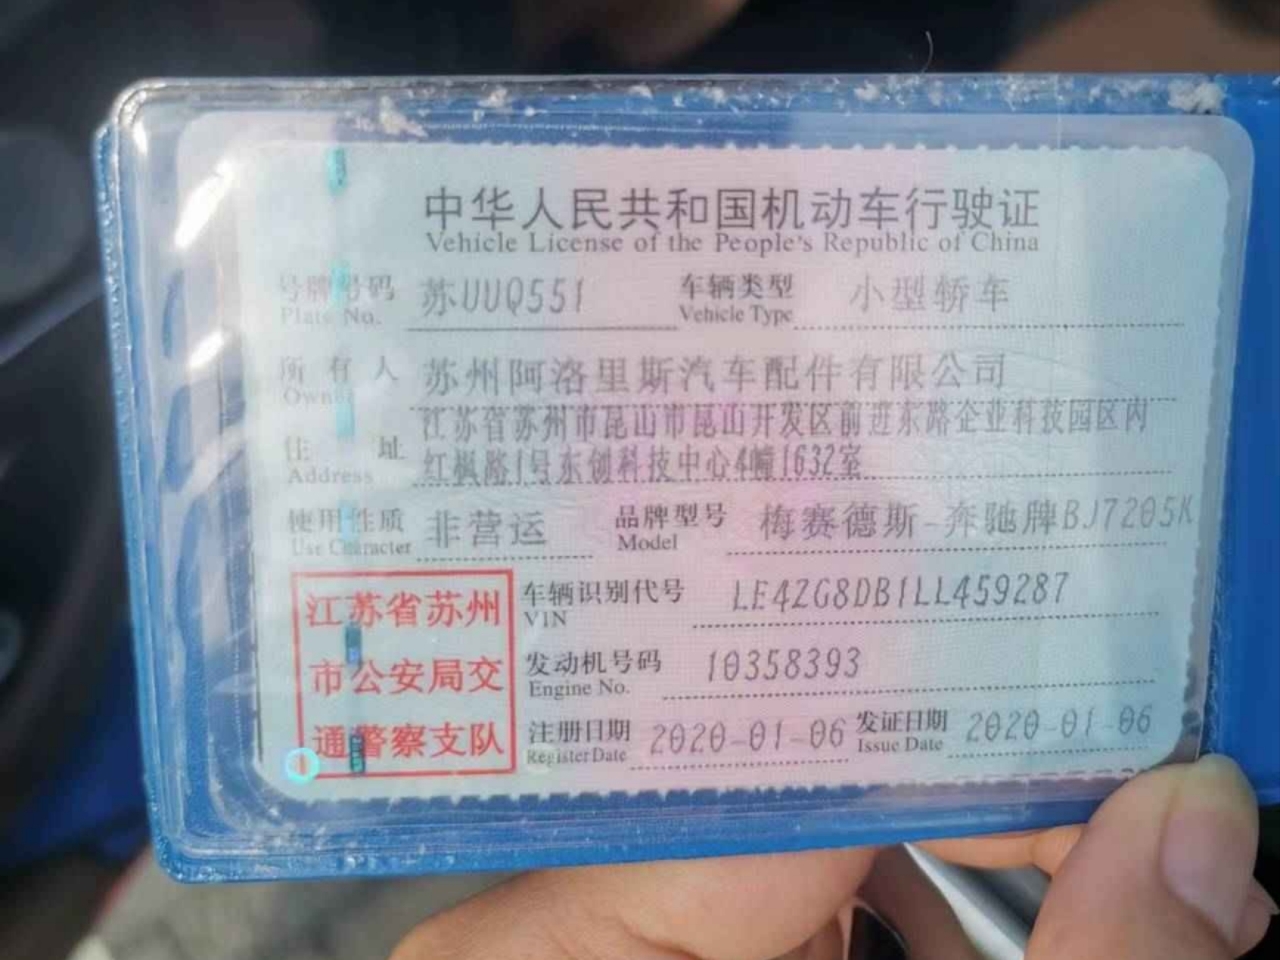 中华人民共和国机动车行驶证
Vehicle License of the People's Republic of China
号牌号码 苏UUQ551 车辆类型 小型轿车
Plate No. Vehicle Type
所有人 苏州阿洛里斯汽车配件有限公司
Owner
住址 江苏省苏州市昆山市昆山开发区前进东路企业科技园区内
Address 红枫路1号东创科技中心4幢1632室
使用性质 非营运 品牌型号 梅赛德斯-奔驰牌BJ7205K
Use Character Model
江苏省苏州
市公安局交
通警察支队
车辆识别代号 LE4ZG8DB1LL459287
VIN
发动机号码 10358393
Engine No.
注册日期 2020-01-06 发证日期 2020-01-06
Register Date Issue Date